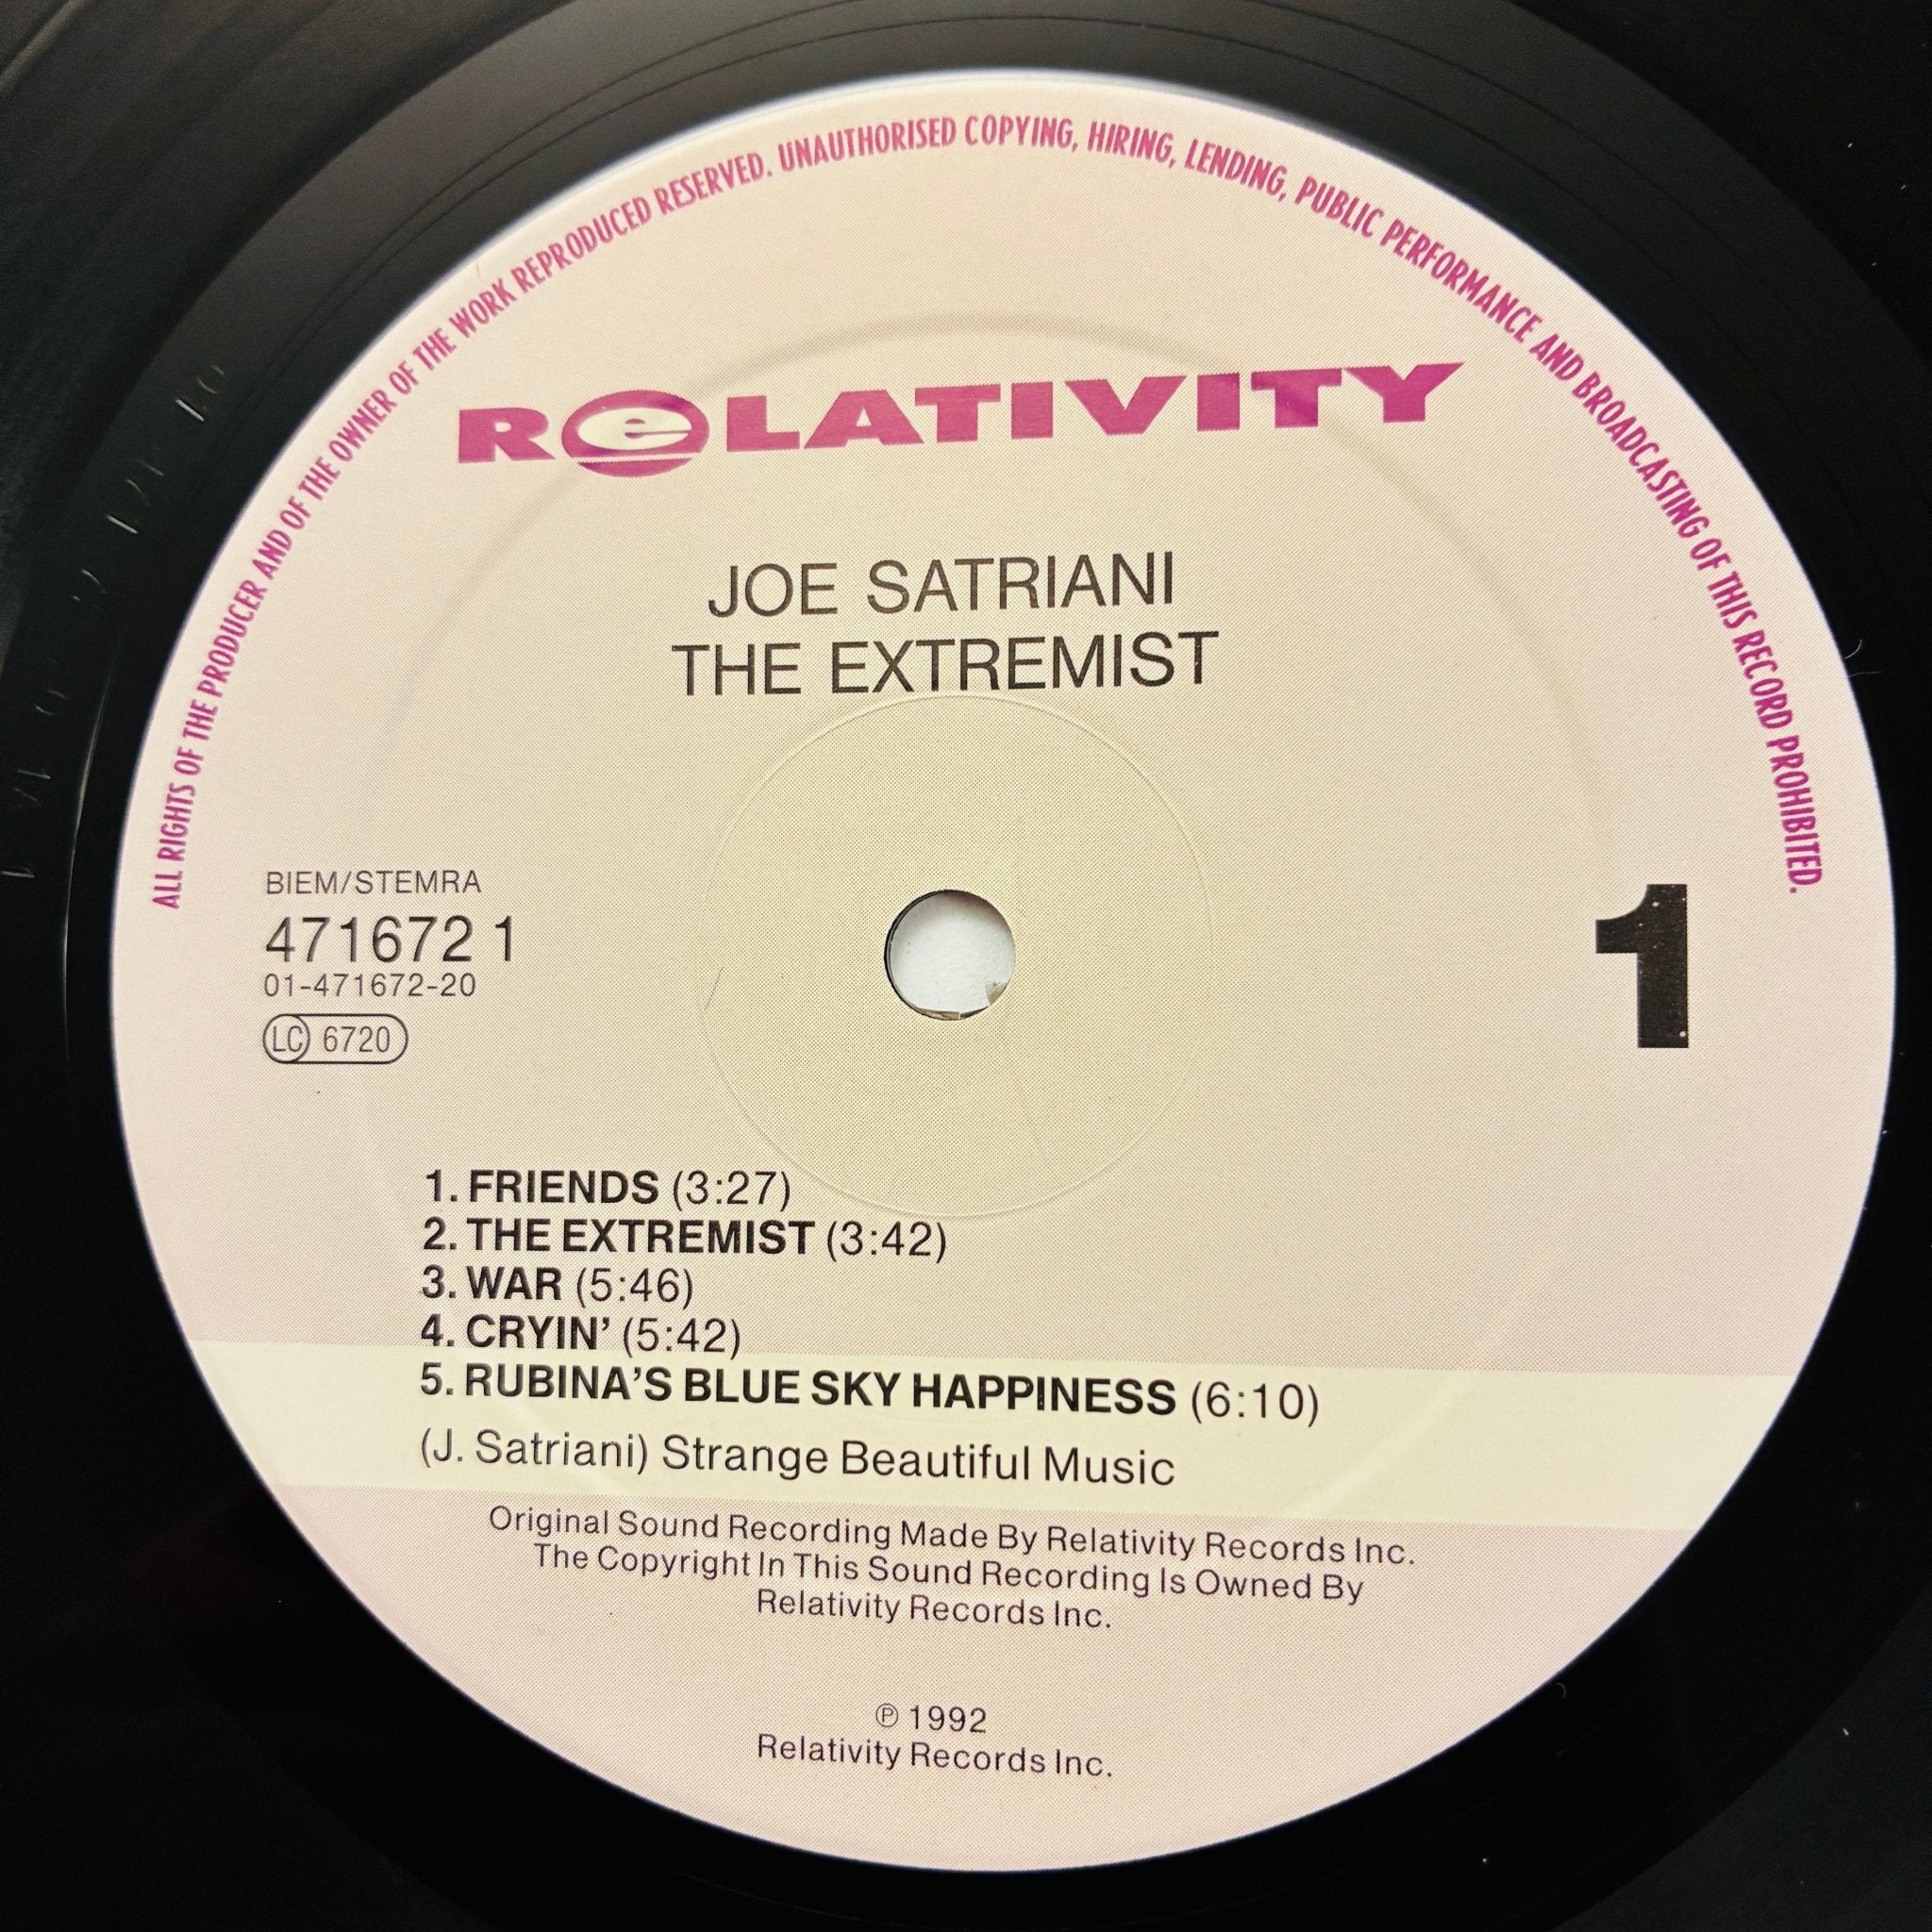 ALL RIGHTS OF THE PRODUCER AND OF THE OWNER OF THE WORK REPRODUCED RESERVED. UNAUTHORISED COPYING, HIRING, LENDING, PUBLIC PERFORMANCE AND BROADCASTING OF THIS RECORD PROHIBITED.
ReLATIVITY
JOE SATRIANI
THE EXTREMIST
BIEM/STEMRA
471672 1
01-471672-20
LC 6720
1
1. FRIENDS (3:27)
2. THE EXTREMIST (3:42)
3. WAR (5:46)
4. CRYIN’ (5:42)
5. RUBINA’S BLUE SKY HAPPINESS (6:10)
(J. Satriani) Strange Beautiful Music
Original Sound Recording Made By Relativity Records Inc.
The Copyright In This Sound Recording Is Owned By
Relativity Records Inc.
℗ 1992
Relativity Records Inc.